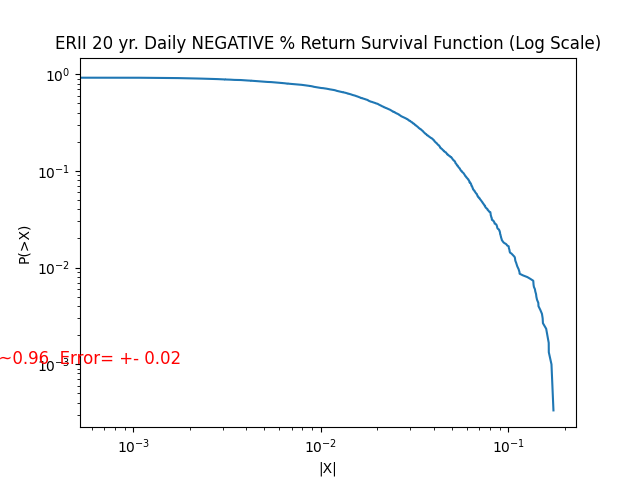 ERII 20 yr. Daily NEGATIVE % Return Survival Function (Log Scale)
10⁰
10⁻¹
P(>X)
10⁻²
~0.96 Error= +- 0.02
10⁻³
10⁻³ 10⁻² 10⁻¹
|X|